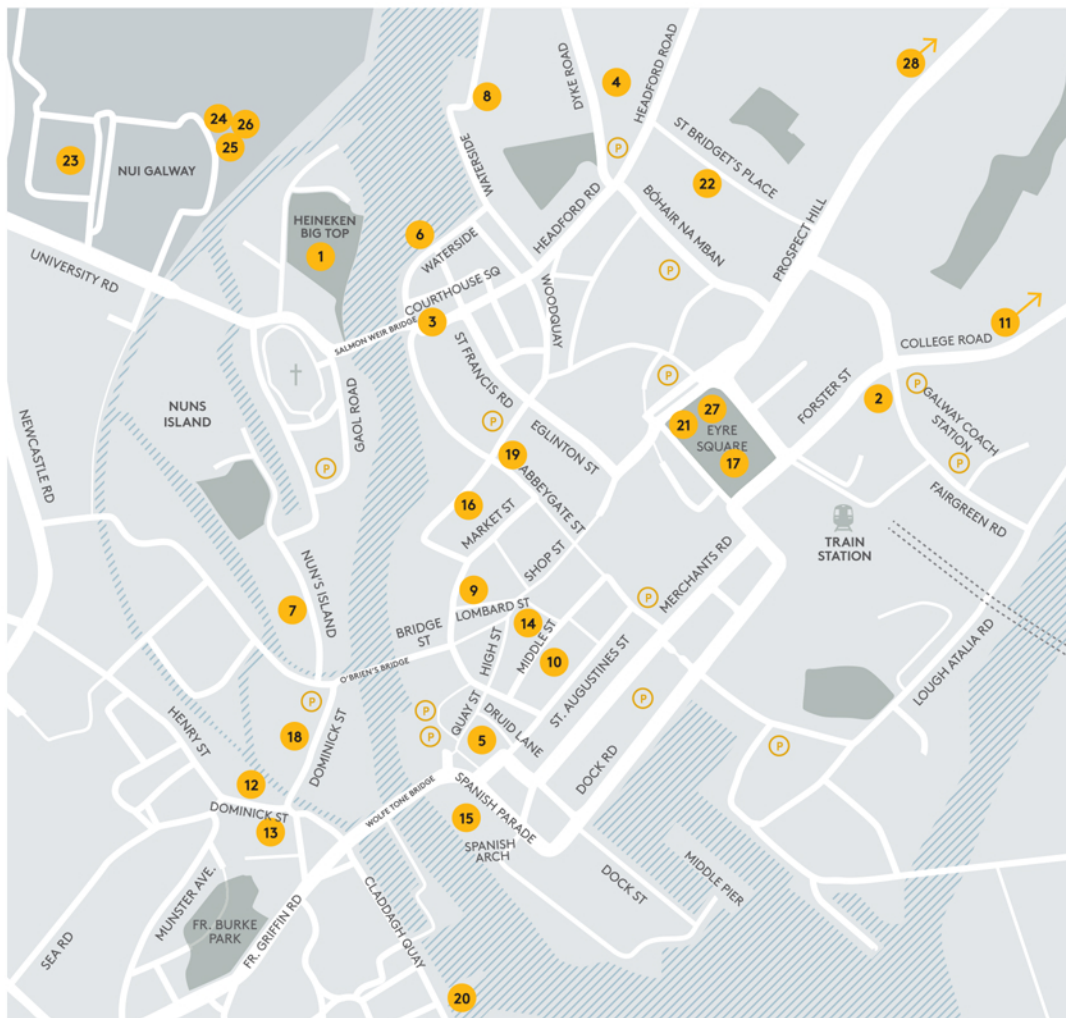 28
4
8
DYKE ROAD
HEADFORD ROAD
24
26
25
23
NUI GALWAY
P
ST BRIDGET'S PLACE
22
WATERSIDE
HEINEKEN
BIG TOP
1
6
WATERSIDE
HEADFORD RD
BÓHAIR NA MBAN
PROSPECT HILL
UNIVERSITY RD
P
COURTHOUSE SQ
WOODQUAY
3
SALMON WEIR BRIDGE
11
COLLEGE ROAD
ST FRANCIS RD
GAOL ROAD
P
P
FORSTER ST
2
GALWAY COACH
STATION
NUNS
ISLAND
NEWCASTLE RD
P
EGLINTON ST
27
21
EYRE
SQUARE
17
19
P
P
ABBEYGATE ST
FAIRGREEN RD
16
MARKET ST
TRAIN
STATION
SHOP ST
MERCHANTS RD
NUN'S ISLAND
7
9
LOMBARD ST
P
BRIDGE
ST
14
HIGH ST
MIDDLE ST
10
ST. AUGUSTINES ST
LOUGH ATALIA RD
O'BRIEN'S BRIDGE
P
P
P
P
P
HENRY ST
18
DOMINICK ST
QUAY ST
DRUID LANE
5
DOCK RD
12
DOMINICK ST
13
WOLFE TONE BRIDGE
SPANISH PARADE
15
SPANISH
ARCH
MIDDLE PIER
DOCK ST
MUNSTER AVE.
CLADDAGH QUAY
FR. BURKE
PARK
FR. GRIFFIN RD
SEA RD
20